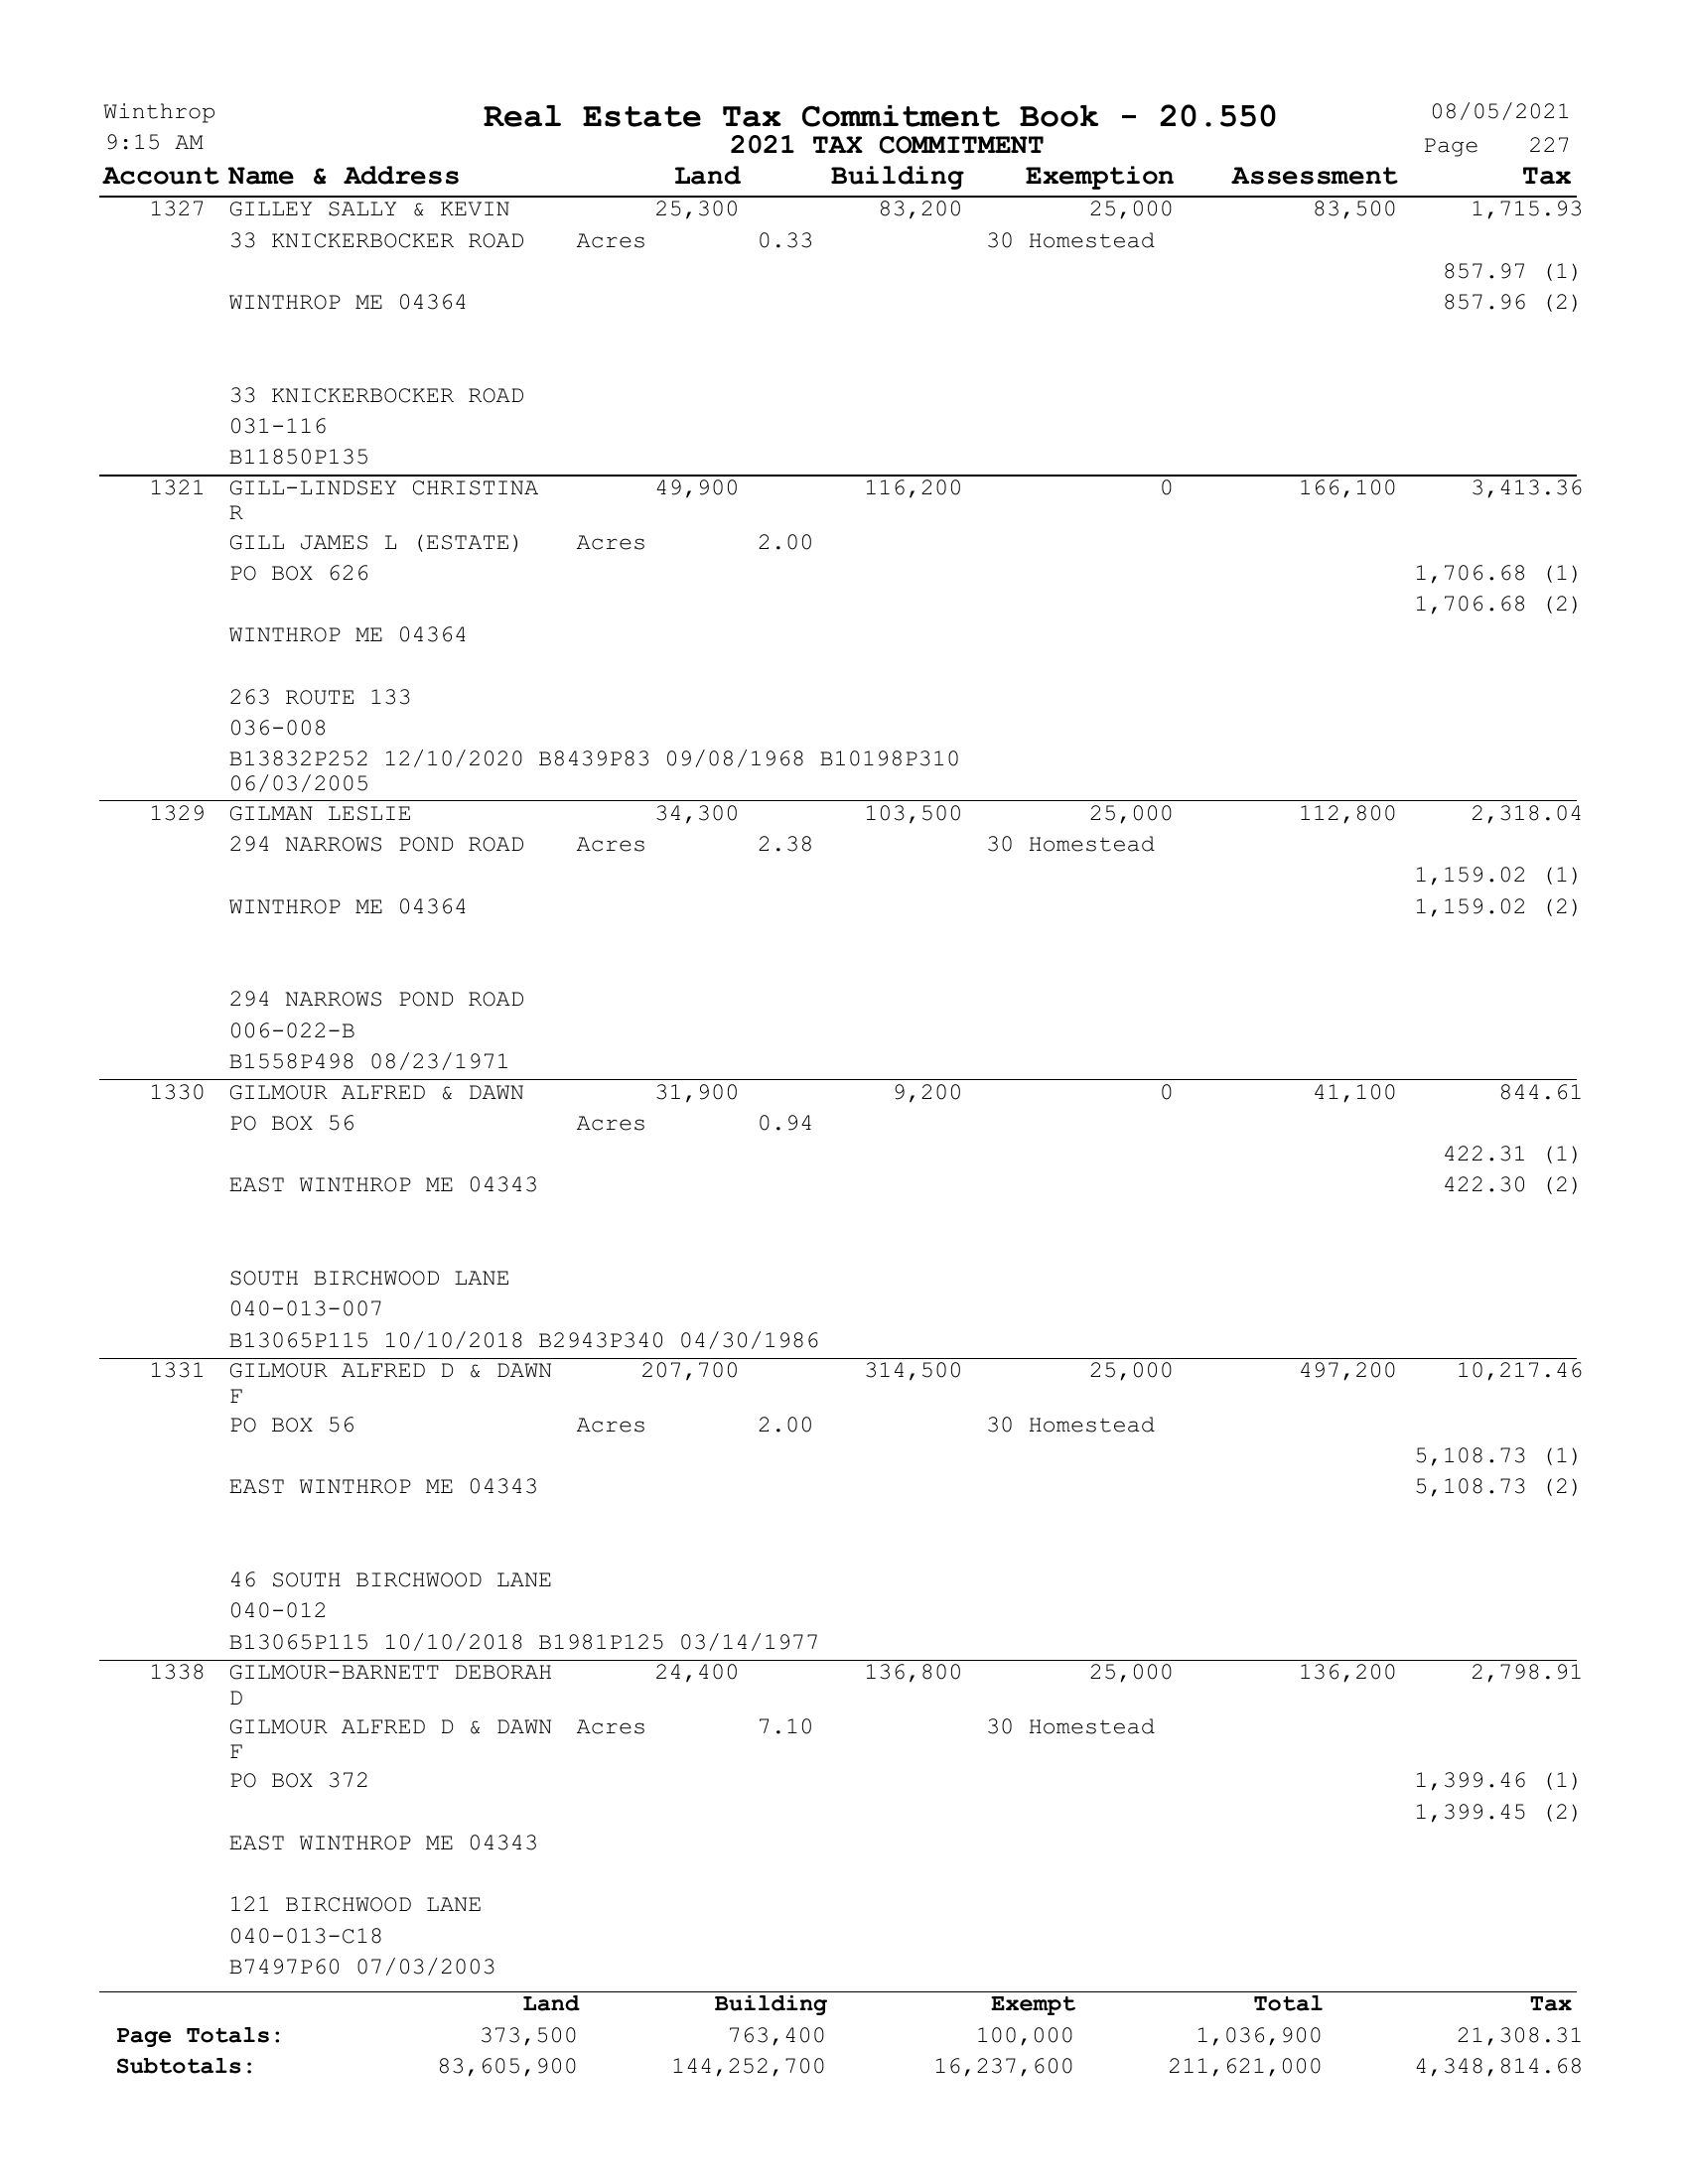 Winthrop Real Estate Tax Commitment Book - 20.550 08/05/2021
9:15 AM 2021 TAX COMMITMENT Page 227
Account Name & Address Land Building Exemption Assessment Tax
1327 GILLEY SALLY & KEVIN 25,300 83,200 25,000 83,500 1,715.93
33 KNICKERBOCKER ROAD Acres 0.33 30 Homestead
857.97 (1)
WINTHROP ME 04364 857.96 (2)
33 KNICKERBOCKER ROAD
031-116
B11850P135
1321 GILL-LINDSEY CHRISTINA 49,900 116,200 0 166,100 3,413.36
R
GILL JAMES L (ESTATE) Acres 2.00
PO BOX 626 1,706.68 (1)
1,706.68 (2)
WINTHROP ME 04364
263 ROUTE 133
036-008
B13832P252 12/10/2020 B8439P83 09/08/1968 B10198P310
06/03/2005
1329 GILMAN LESLIE 34,300 103,500 25,000 112,800 2,318.04
294 NARROWS POND ROAD Acres 2.38 30 Homestead
1,159.02 (1)
WINTHROP ME 04364 1,159.02 (2)
294 NARROWS POND ROAD
006-022-B
B1558P498 08/23/1971
1330 GILMOUR ALFRED & DAWN 31,900 9,200 0 41,100 844.61
PO BOX 56 Acres 0.94
422.31 (1)
EAST WINTHROP ME 04343 422.30 (2)
SOUTH BIRCHWOOD LANE
040-013-007
B13065P115 10/10/2018 B2943P340 04/30/1986
1331 GILMOUR ALFRED D & DAWN 207,700 314,500 25,000 497,200 10,217.46
F
PO BOX 56 Acres 2.00 30 Homestead
5,108.73 (1)
EAST WINTHROP ME 04343 5,108.73 (2)
46 SOUTH BIRCHWOOD LANE
040-012
B13065P115 10/10/2018 B1981P125 03/14/1977
1338 GILMOUR-BARNETT DEBORAH 24,400 136,800 25,000 136,200 2,798.91
D
GILMOUR ALFRED D & DAWN Acres 7.10 30 Homestead
F
PO BOX 372 1,399.46 (1)
1,399.45 (2)
EAST WINTHROP ME 04343
121 BIRCHWOOD LANE
040-013-C18
B7497P60 07/03/2003
Land Building Exempt Total Tax
Page Totals: 373,500 763,400 100,000 1,036,900 21,308.31
Subtotals: 83,605,900 144,252,700 16,237,600 211,621,000 4,348,814.68